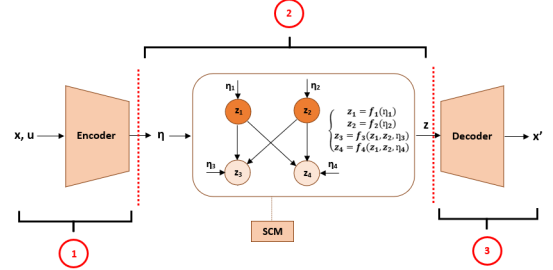 2
η₁
η₂
z₁
z₂
z₁ = f₁(η₁)
z₂ = f₂(η₂)
z₃ = f₃(z₁, z₂, η₃)
z₄ = f₄(z₁, z₂, η₄)
x, u
Encoder
η
z
Decoder
x'
η₃
z₃
z₄
η₄
SCM
1
3